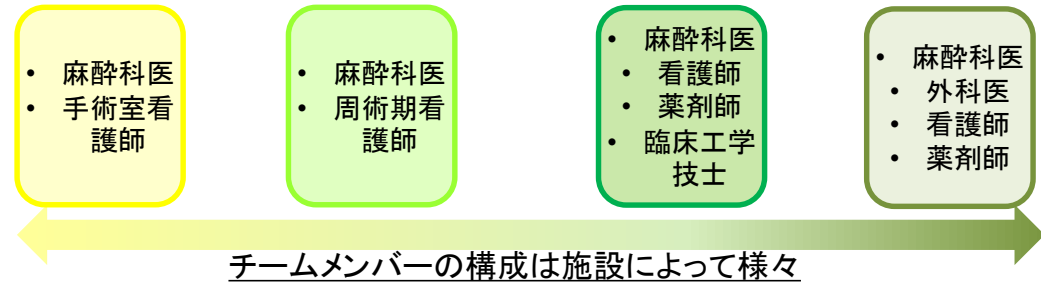 • 麻酔科医
• 手術室看
護師
• 麻酔科医
• 周術期看
護師
• 麻酔科医
• 看護師
• 薬剤師
• 臨床工学
技士
• 麻酔科医
• 外科医
• 看護師
• 薬剤師
チームメンバーの構成は施設によって様々